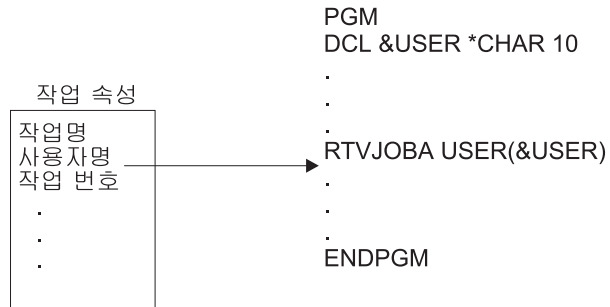 작업 속성
작업명
사용자명
작업 번호
.
.
.
PGM
DCL &USER *CHAR 10
.
.
.
RTVJOBA USER(&USER)
.
.
.
ENDPGM